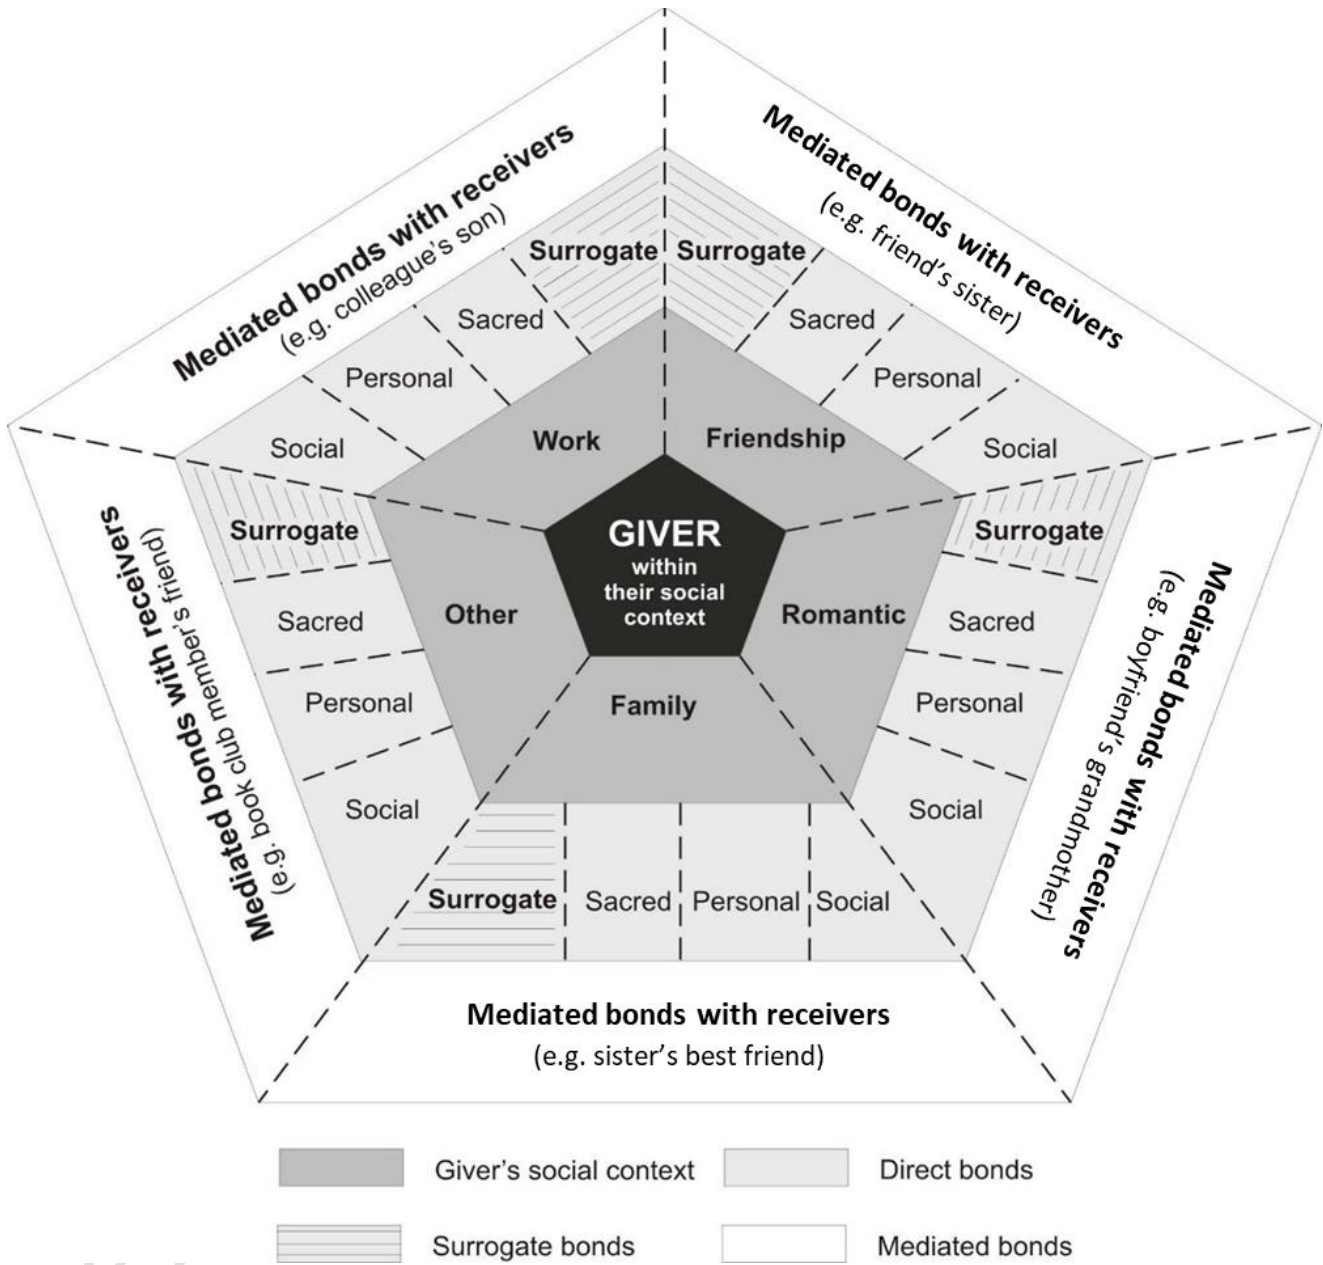 Mediated bonds with receivers
(e.g. colleague's son)
Mediated bonds with receivers
(e.g. friend's sister)
Surrogate
Surrogate
Sacred
Sacred
Personal
Personal
Social
Social
Work
Friendship
GIVER
within
their social
context
Surrogate
Surrogate
Other
Romantic
Sacred
Sacred
Family
Personal
Personal
Social
Social
Mediated bonds with receivers
(e.g. book club member's friend)
Mediated bonds with receivers
(e.g. boyfriend's grandmother)
Surrogate
Sacred
Personal
Social
Mediated bonds with receivers
(e.g. sister's best friend)
Giver's social context
Direct bonds
Surrogate bonds
Mediated bonds